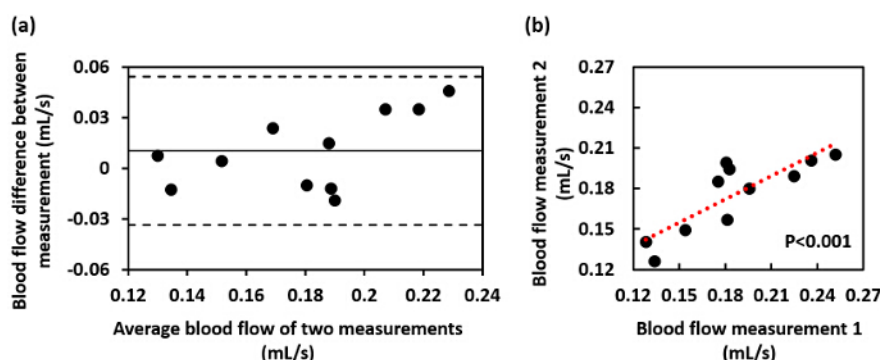 (a)
Blood flow difference between
measurement (mL/s)
0.06
0.03
0
-0.03
-0.06
0.12 0.14 0.16 0.18 0.2 0.22 0.24
Average blood flow of two measurements
(mL/s)
(b)
Blood flow measurement 2
(mL/s)
0.27
0.24
0.21
0.18
0.15
0.12
P<0.001
0.12 0.15 0.18 0.21 0.24 0.27
Blood flow measurement 1
(mL/s)